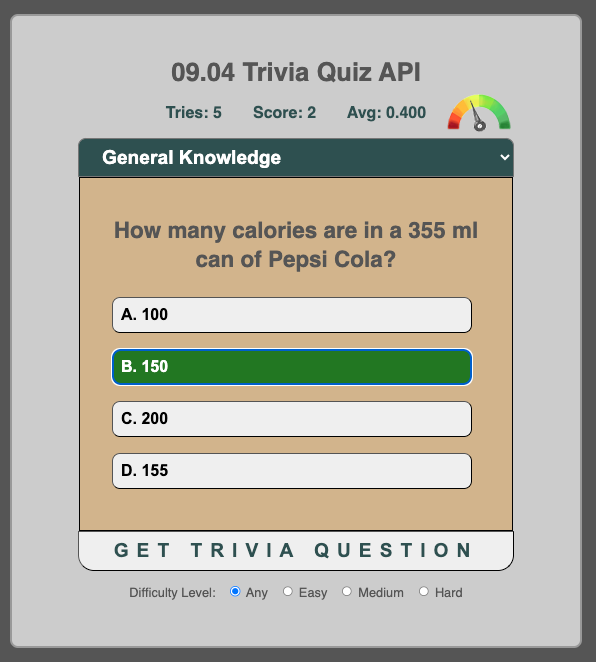 09.04 Trivia Quiz API
Tries: 5 Score: 2 Avg: 0.400
General Knowledge
How many calories are in a 355 ml
can of Pepsi Cola?
A. 100
B. 150
C. 200
D. 155
GET TRIVIA QUESTION
Difficulty Level: Any Easy Medium Hard